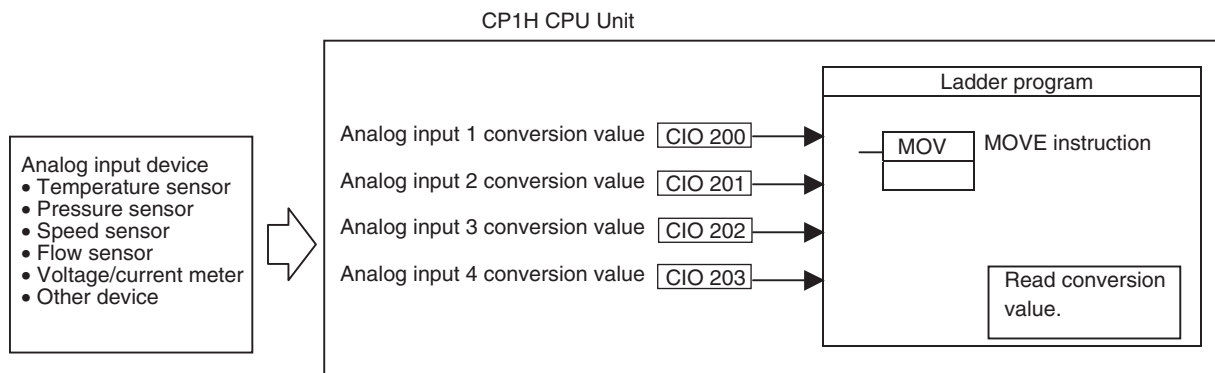 CP1H CPU Unit
Analog input device
• Temperature sensor
• Pressure sensor
• Speed sensor
• Flow sensor
• Voltage/current meter
• Other device
Analog input 1 conversion value CIO 200
Analog input 2 conversion value CIO 201
Analog input 3 conversion value CIO 202
Analog input 4 conversion value CIO 203
Ladder program
MOV MOVE instruction
Read conversion
value.